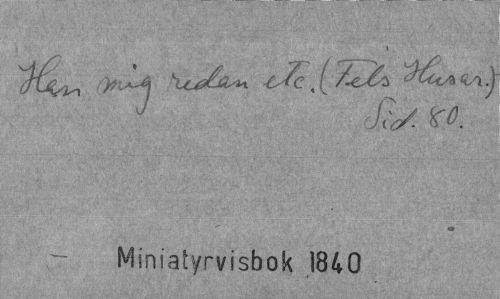 Han mig redan etc. (Fels Husar.)
Sid. 80.
— Miniatyrvisbok 1840